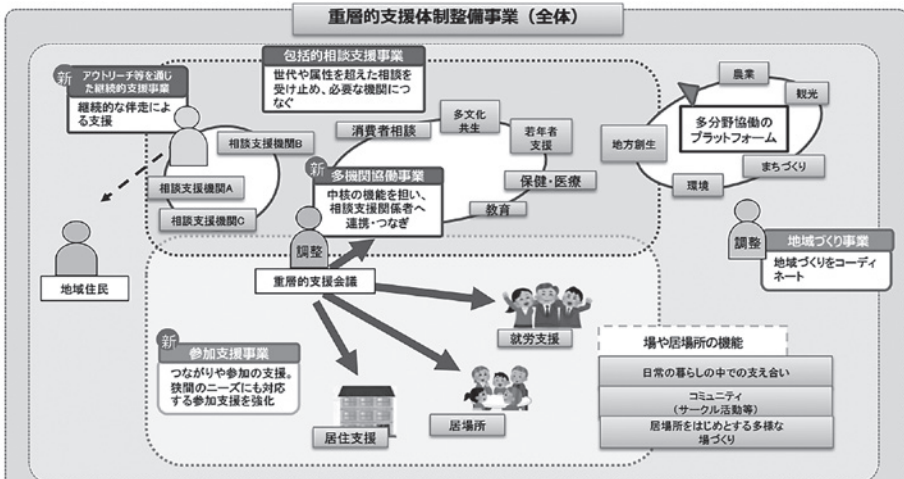 重層的支援体制整備事業（全体）
新
アウトリーチ等を通じ
た継続的支援事業
継続的な伴走によ
る支援
包括的相談支援事業
世代や属性を超えた相談を
受け止め、必要な機関につ
なぐ
相談支援機関B
相談支援機関A
相談支援機関C
地域住民
消費者相談
多文化
共生
若年者
支援
保健・医療
教育
新
多機関協働事業
中核の機能を担い、
相談支援関係者へ
連携・つなぎ
調整
重層的支援会議
農業
観光
地方創生
多分野協働の
プラットフォーム
まちづくり
環境
調整
地域づくり事業
地域づくりをコーディ
ネート
新
参加支援事業
つながりや参加の支援。
狭間のニーズにも対応
する参加支援を強化
就労支援
居住支援
居場所
場や居場所の機能
日常の暮らしの中での支え合い
コミュニティ
（サークル活動等）
居場所をはじめとする多様な
場づくり